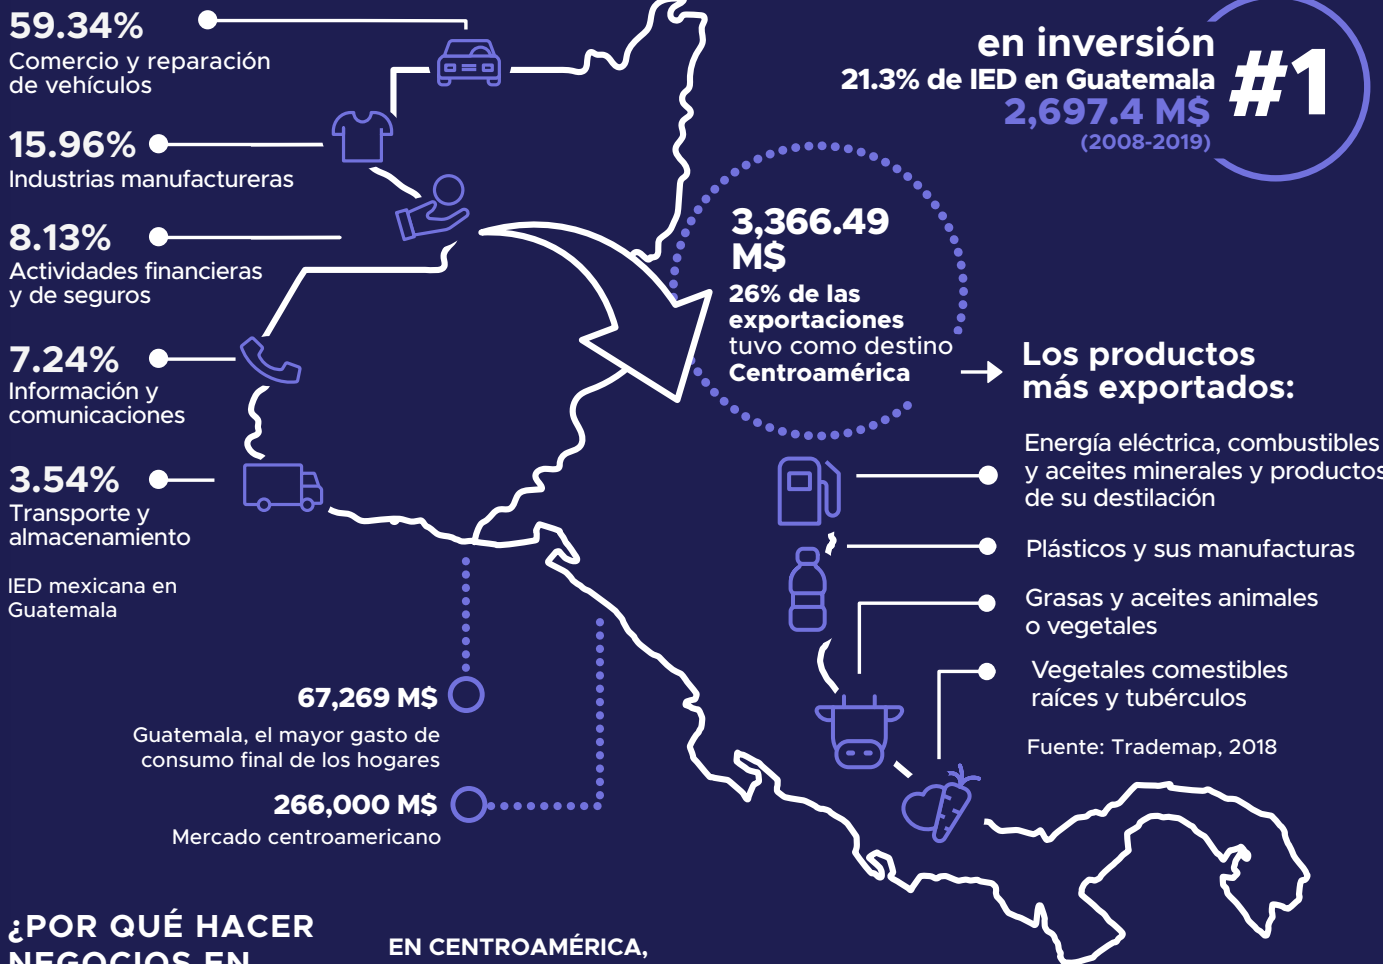 59.34%
Comercio y reparación
de vehículos
15.96%
Industrias manufactureras
8.13%
Actividades financieras
y de seguros
7.24%
Información y
comunicaciones
3.54%
Transporte y
almacenamiento
IED mexicana en
Guatemala
en inversión
21.3% de IED en Guatemala
2,697.4 M$
(2008-2019)
#1
3,366.49
M$
26% de las
exportaciones
tuvo como destino
Centroamérica
Los productos
más exportados:
Energía eléctrica, combustibles
y aceites minerales y productos
de su destilación
Plásticos y sus manufacturas
Grasas y aceites animales
o vegetales
Vegetales comestibles
raíces y tubérculos
Fuente: Trademap, 2018
67,269 M$
Guatemala, el mayor gasto de
consumo final de los hogares
266,000 M$
Mercado centroamericano
¿POR QUÉ HACER
NEGOCIOS EN
EN CENTROAMÉRICA,